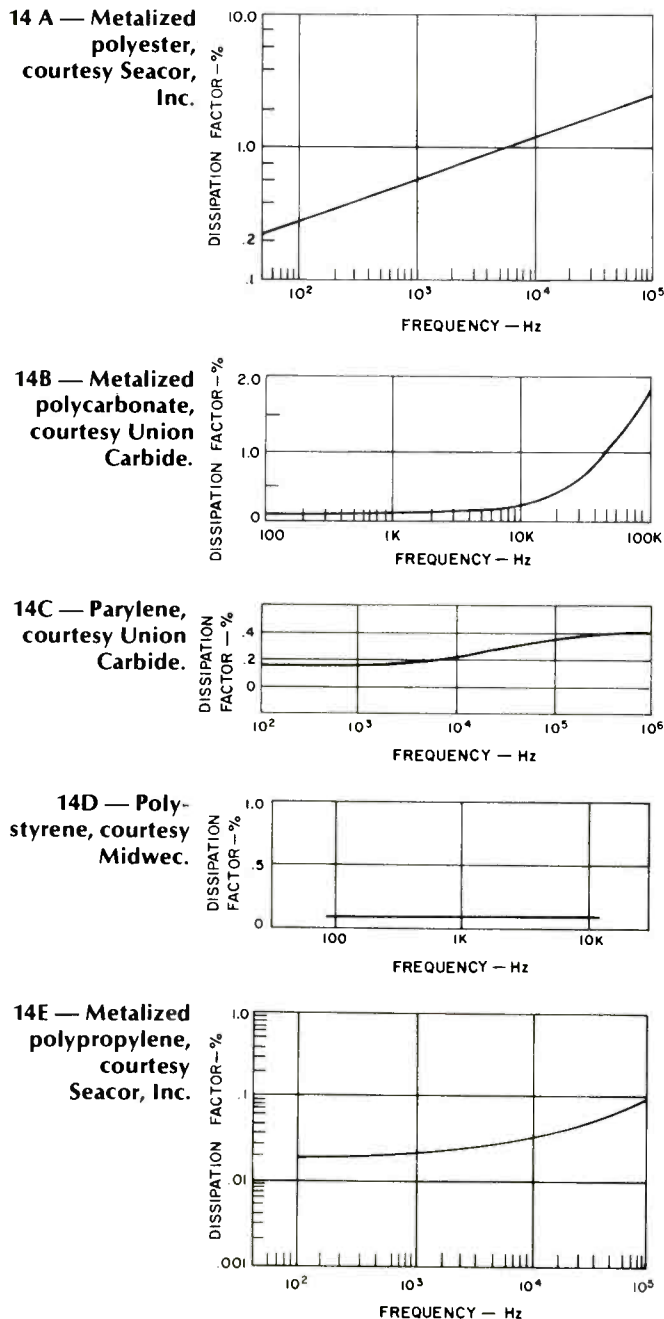 14 A — Metalized
polyester,
courtesy Seacor,
Inc.
DISSIPATION FACTOR—%
10.0
1.0
.2
.1
10² 10³ 10⁴ 10⁵
FREQUENCY — Hz
14B — Metalized
polycarbonate,
courtesy Union
Carbide.
DISSIPATION FACTOR—%
2.0
1.0
0
100 1K 10K 100K
FREQUENCY — Hz
14C — Parylene,
courtesy Union
Carbide.
DISSIPATION
FACTOR — %
.4
.2
0
10² 10³ 10⁴ 10⁵ 10⁶
FREQUENCY — Hz
14D — Poly-
styrene, courtesy
Midwec.
DISSIPATION
FACTOR—%
1.0
.5
0
100 1K 10K
FREQUENCY — Hz
14E — Metalized
polypropylene,
courtesy
Seacor, Inc.
DISSIPATION FACTOR—%
1.0
.1
.01
.001
10² 10³ 10⁴ 10⁵
FREQUENCY — Hz